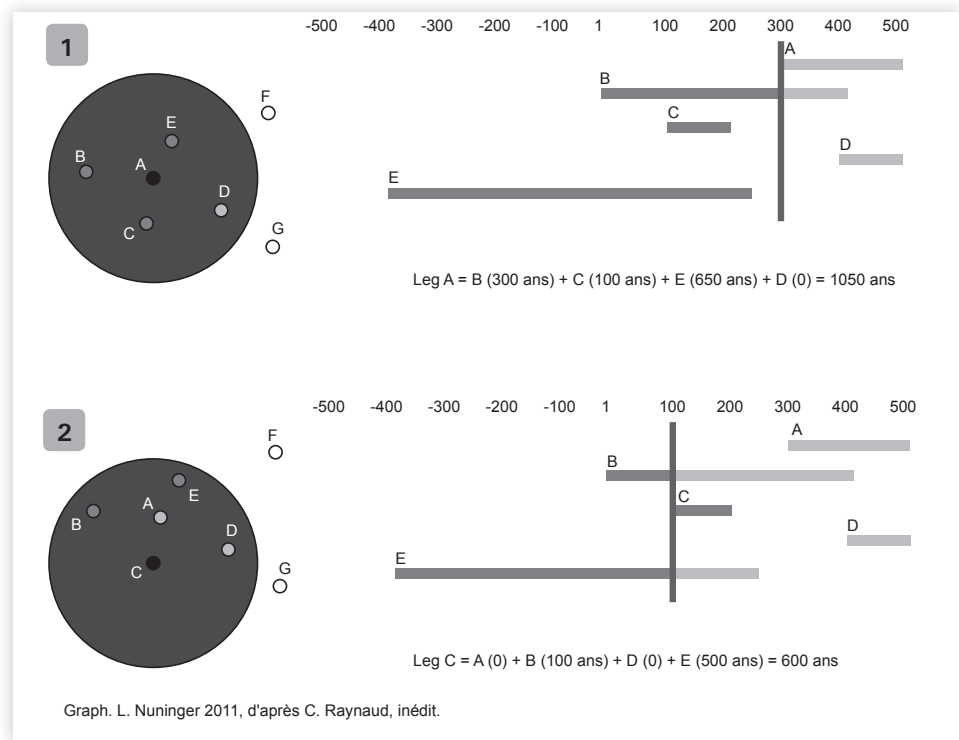 1
-500 -400 -300 -200 -100 1 100 200 300 400 500
A
B
C
D
E
F
E
B
A
D
C
G
Leg A = B (300 ans) + C (100 ans) + E (650 ans) + D (0) = 1050 ans
2
-500 -400 -300 -200 -100 1 100 200 300 400 500
A
B
C
D
E
F
E
A
B
D
C
G
Leg C = A (0) + B (100 ans) + D (0) + E (500 ans) = 600 ans
Graph. L. Nuninger 2011, d'après C. Raynaud, inédit.